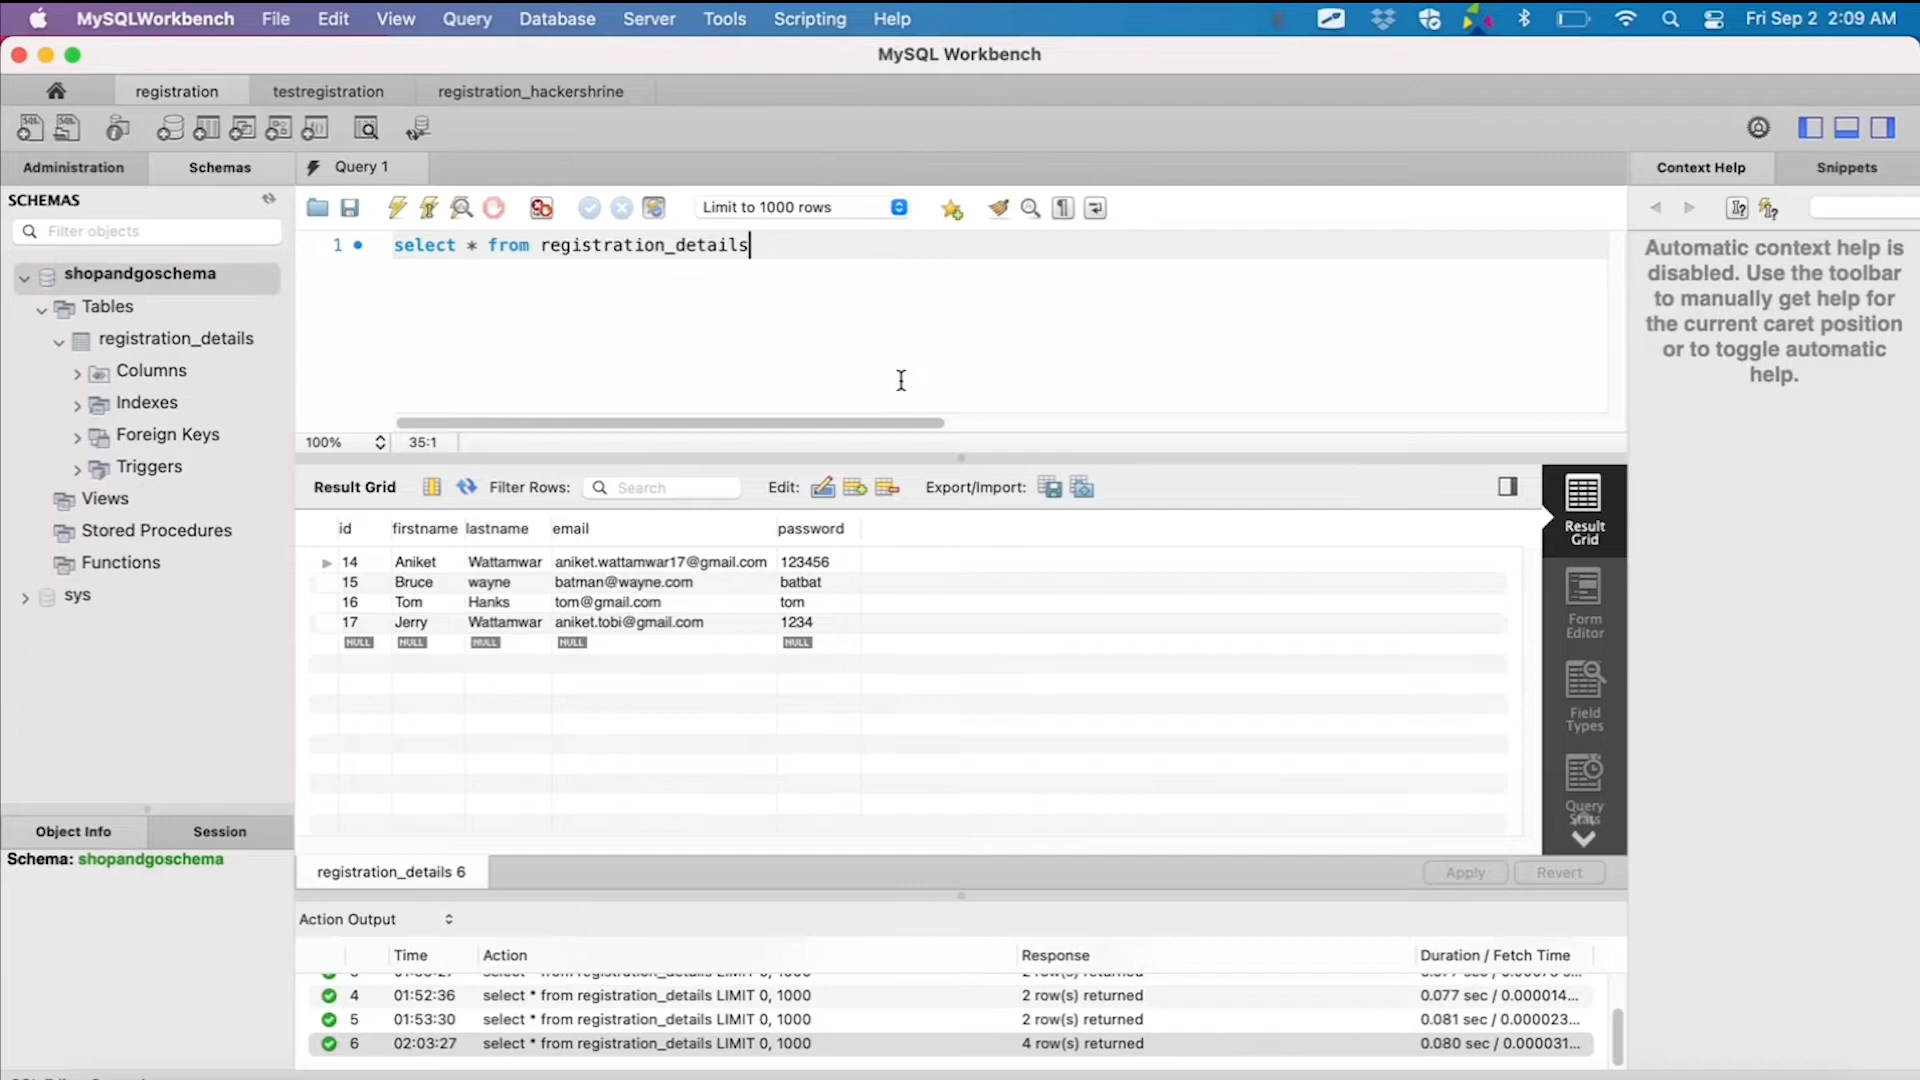 MySQLWorkbench File Edit View Query Database Server Tools Scripting Help Fri Sep 2 2:09 AM
MySQL Workbench
registration testregistration registration_hackershrine
Administration Schemas Query 1 Context Help Snippets
SCHEMAS
Limit to 1000 rows
Filter objects
1 select * from registration_details
shopandgoschema
Tables
registration_details
Columns
Indexes
Foreign Keys
Triggers
Views
Stored Procedures
Functions
sys
Automatic context help is
disabled. Use the toolbar
to manually get help for
the current caret position
or to toggle automatic
help.
100% 35:1
Result Grid Filter Rows: Search Edit: Export/Import:
id firstname lastname email password
14 Aniket Wattamwar aniket.wattamwar17@gmail.com 123456
15 Bruce wayne batman@wayne.com batbat
16 Tom Hanks tom@gmail.com tom
17 Jerry Wattamwar aniket.tobi@gmail.com 1234
NULL NULL NULL NULL NULL
Result
Grid
Form
Editor
Field
Types
Query
Stats
Object Info Session
Schema: shopandgoschema
registration_details 6 Apply Revert
Action Output
Time Action Response Duration / Fetch Time
4 01:52:36 select * from registration_details LIMIT 0, 1000 2 row(s) returned 0.077 sec / 0.000014...
5 01:53:30 select * from registration_details LIMIT 0, 1000 2 row(s) returned 0.081 sec / 0.000023...
6 02:03:27 select * from registration_details LIMIT 0, 1000 4 row(s) returned 0.080 sec / 0.000031...